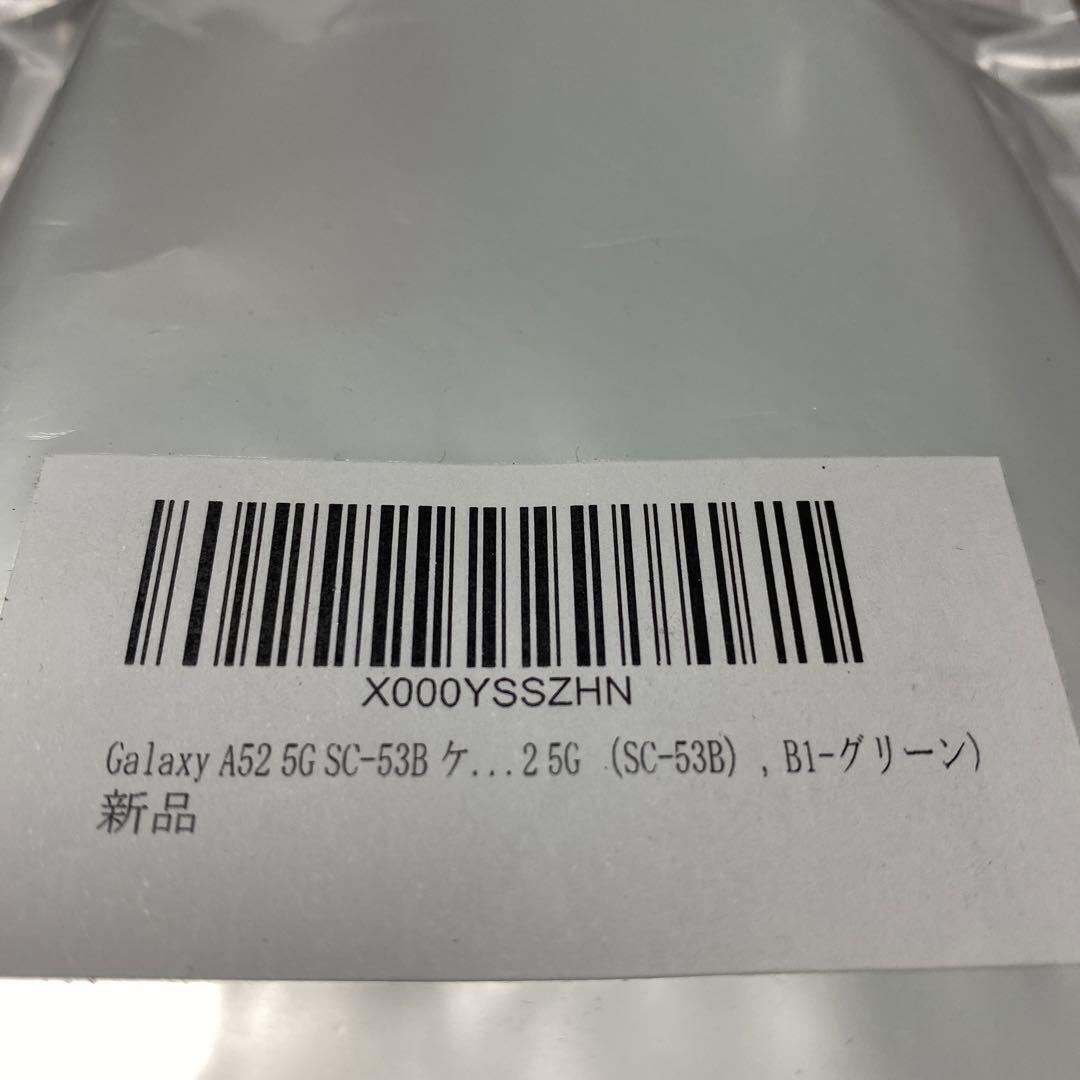 X000YSSZHN
Galaxy A52 5G SC-53B ケ...2 5G （SC-53B）, B1-グリーン)
新品